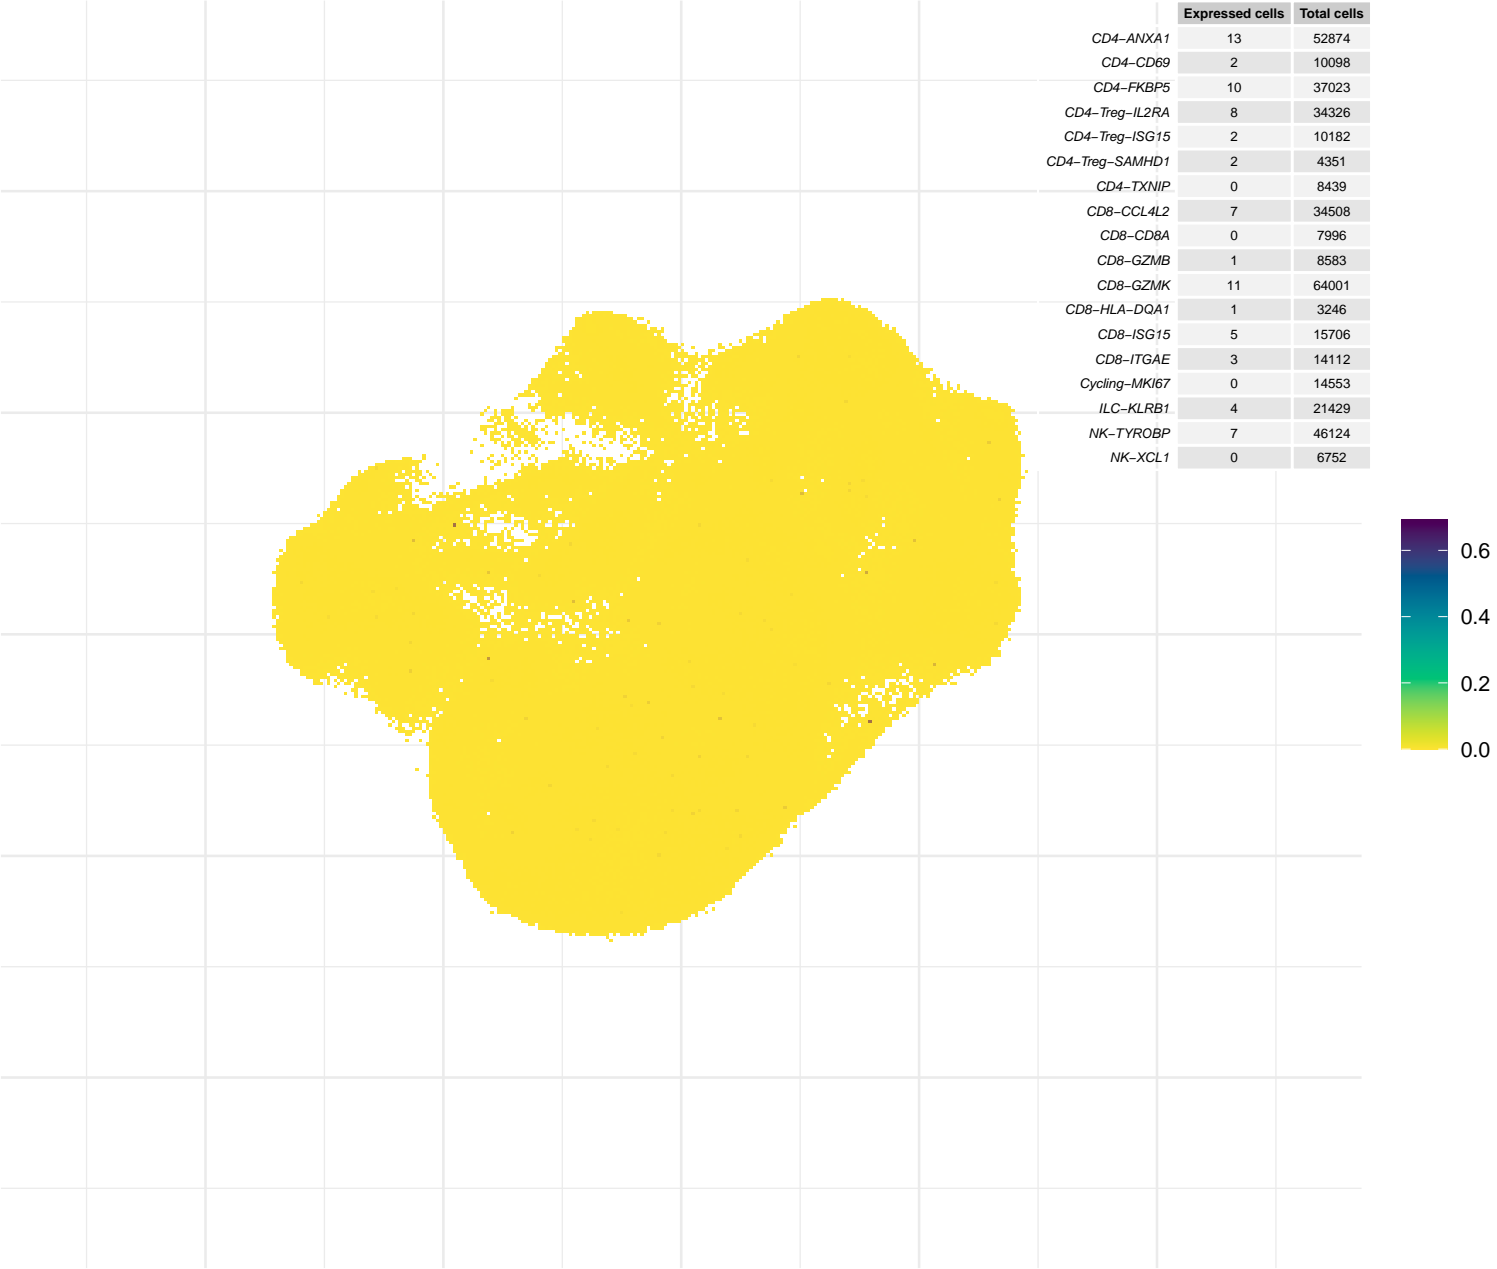 Expressed cells Total cells
CD4−ANXA1 13 52874
CD4−CD69 2 10098
CD4−FKBP5 10 37023
CD4−Treg−IL2RA 8 34326
CD4−Treg−ISG15 2 10182
CD4−Treg−SAMHD1 2 4351
CD4−TXNIP 0 8439
CD8−CCL4L2 7 34508
CD8−CD8A 0 7996
CD8−GZMB 1 8583
CD8−GZMK 11 64001
CD8−HLA−DQA1 1 3246
CD8−ISG15 5 15706
CD8−ITGAE 3 14112
Cycling−MKI67 0 14553
ILC−KLRB1 4 21429
NK−TYROBP 7 46124
NK−XCL1 0 6752
0.6
0.4
0.2
0.0